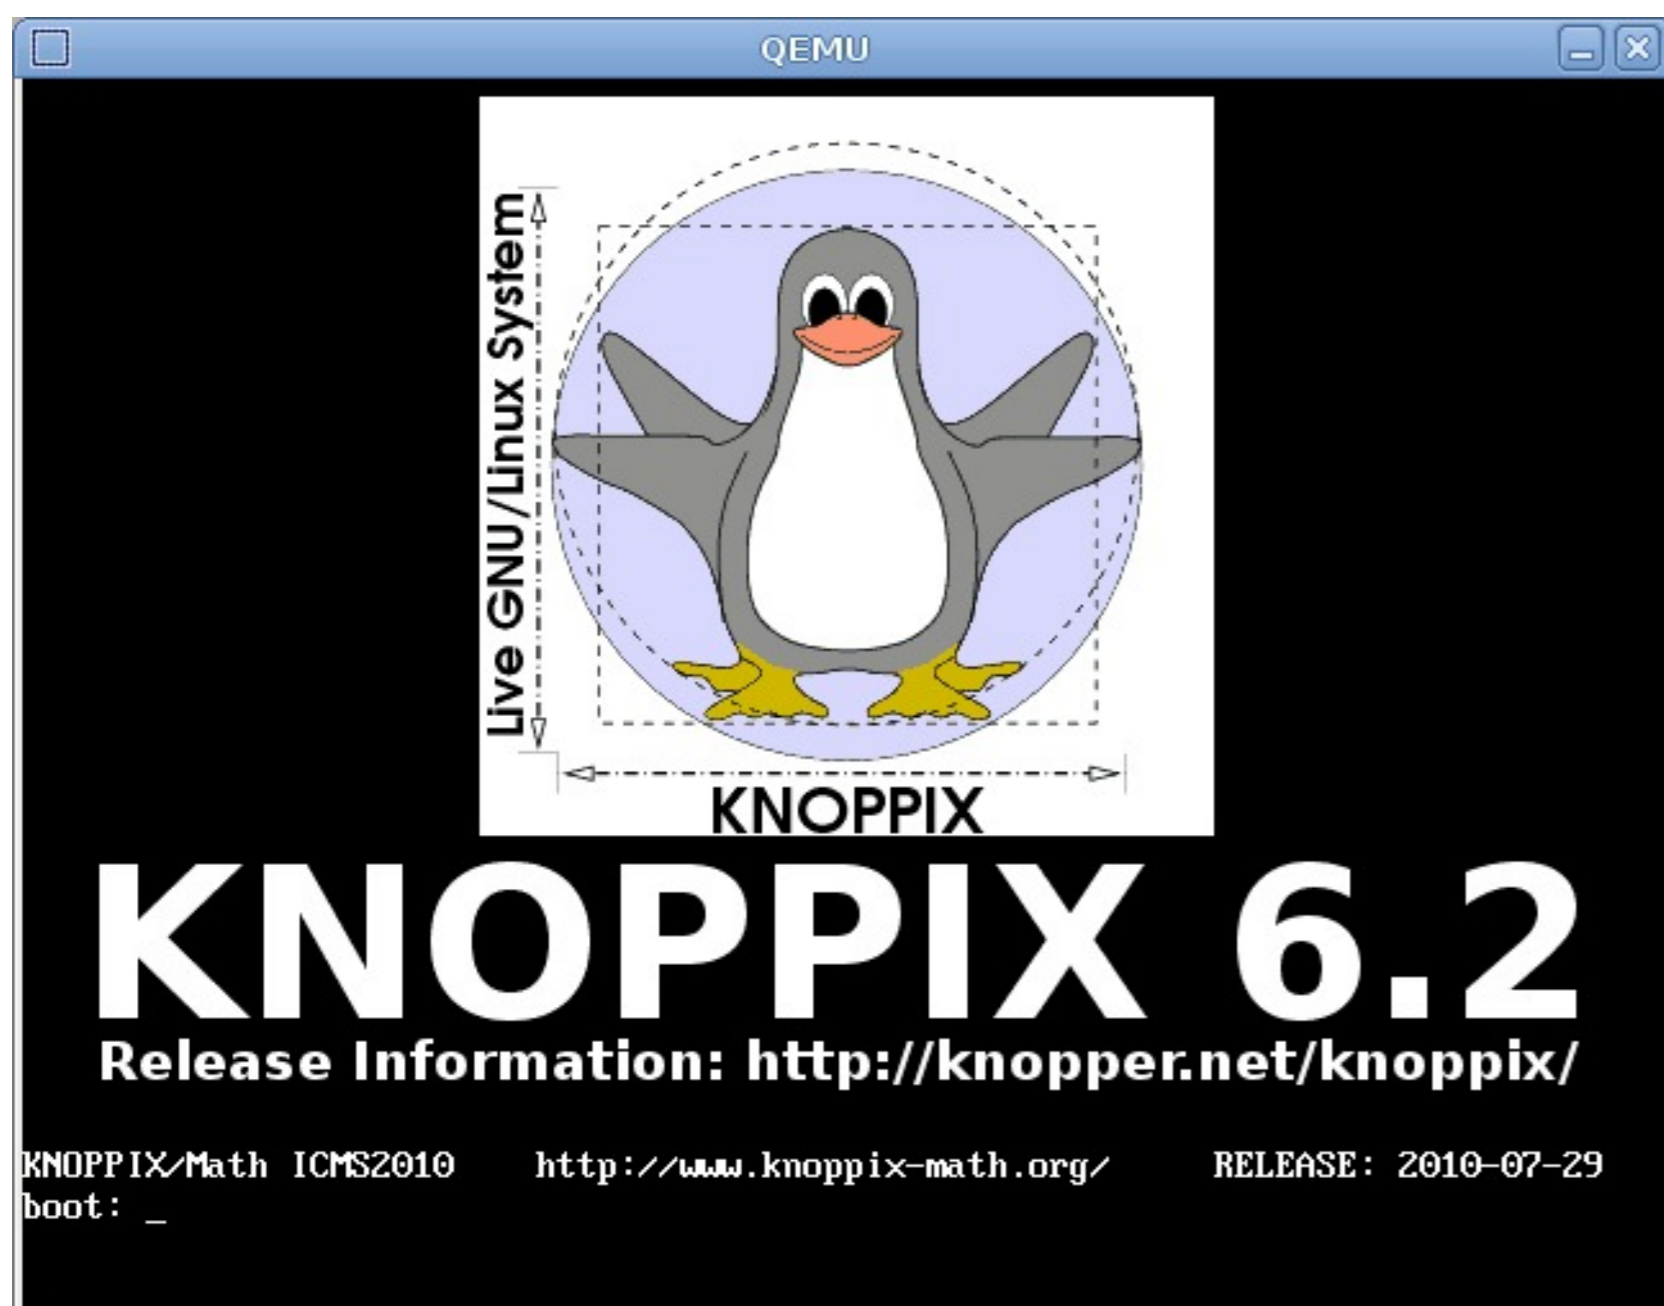 QEMU
Live GNU/Linux System
KNOPPIX
KNOPPIX 6.2
Release Information: http://knopper.net/knoppix/
KNOPPIX/Math ICMS2010 http://www.knoppix-math.org/ RELEASE: 2010-07-29
boot: _